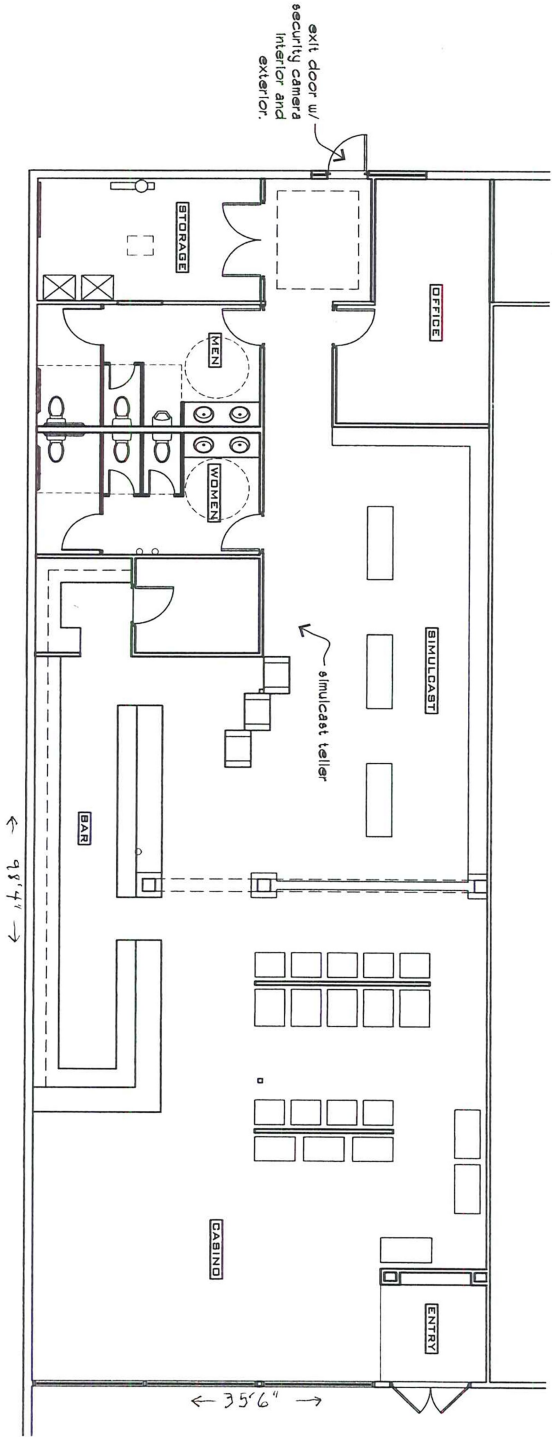 exit door w/
security camera
interior and
exterior.
STORAGE
OFFICE
MEN
WOMEN
SIMULCAST
simulcast teller
BAR
← 98'4" →
CASINO
ENTRY
← 35'6" →